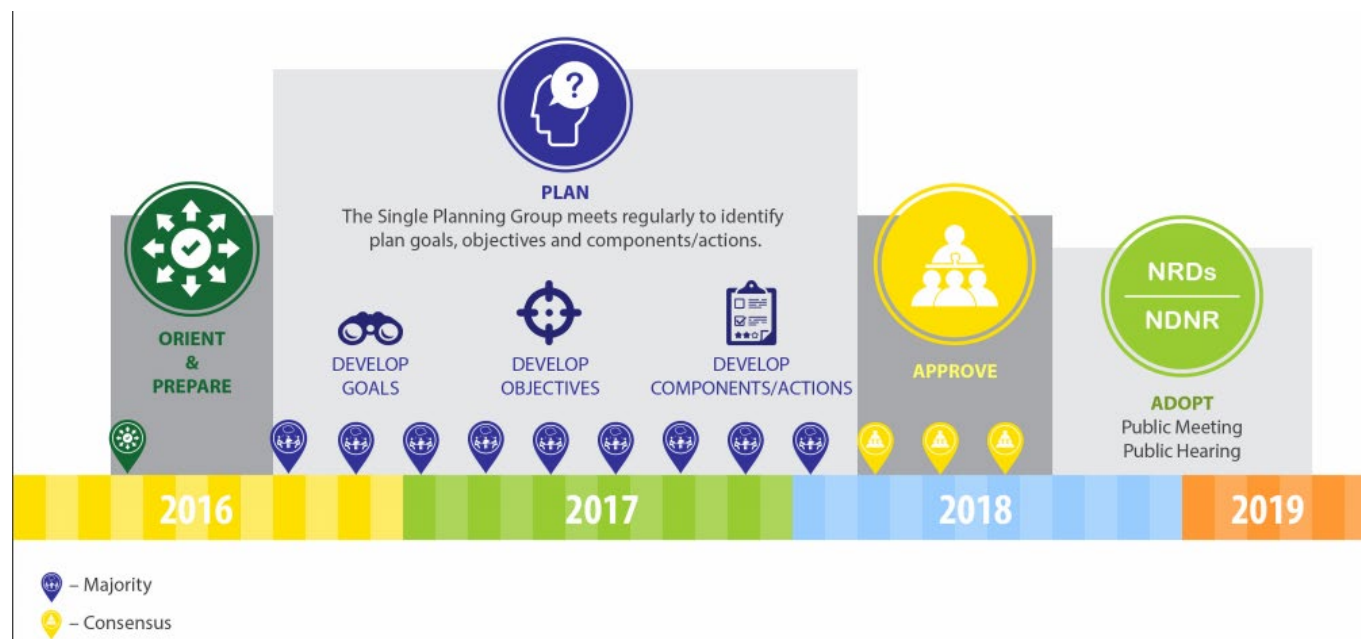 PLAN
The Single Planning Group meets regularly to identify
plan goals, objectives and components/actions.
ORIENT
&
PREPARE
DEVELOP
GOALS
DEVELOP
OBJECTIVES
DEVELOP
COMPONENTS/ACTIONS
APPROVE
NRDs
NDNR
ADOPT
Public Meeting
Public Hearing
2016
2017
2018
2019
– Majority
– Consensus